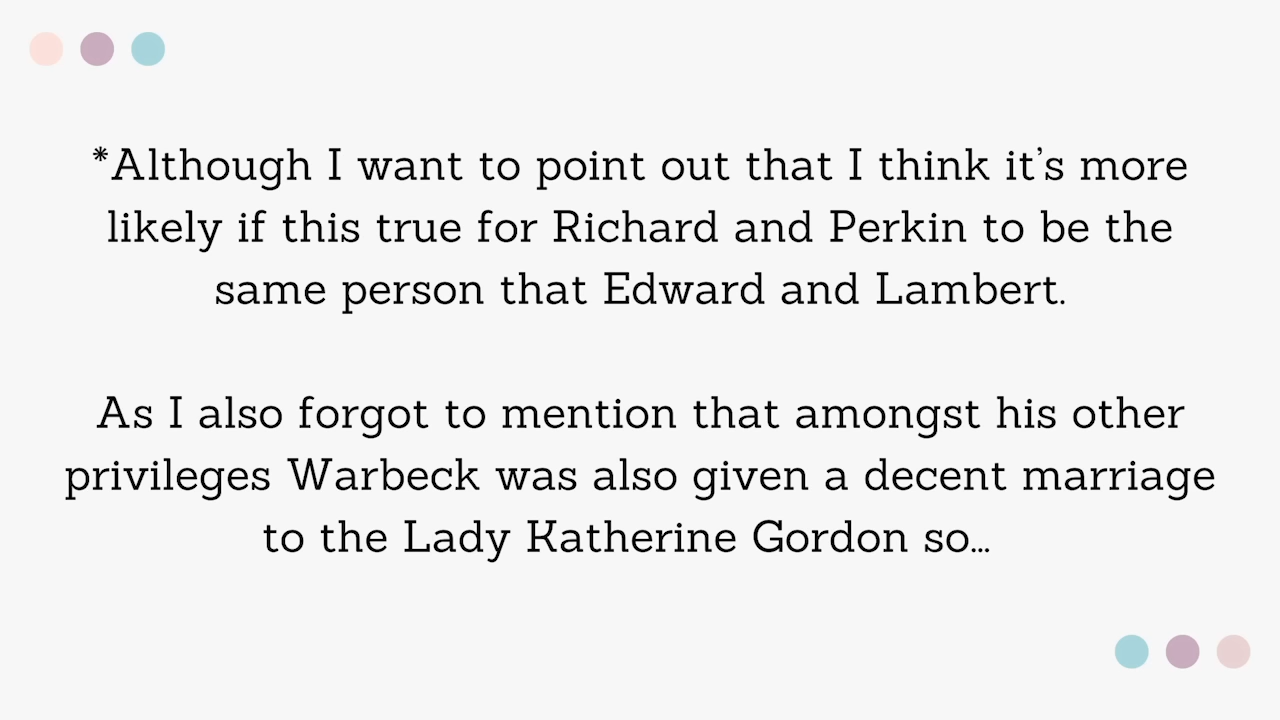 *Although I want to point out that I think it’s more
likely if this true for Richard and Perkin to be the
same person that Edward and Lambert.
As I also forgot to mention that amongst his other
privileges Warbeck was also given a decent marriage
to the Lady Katherine Gordon so…